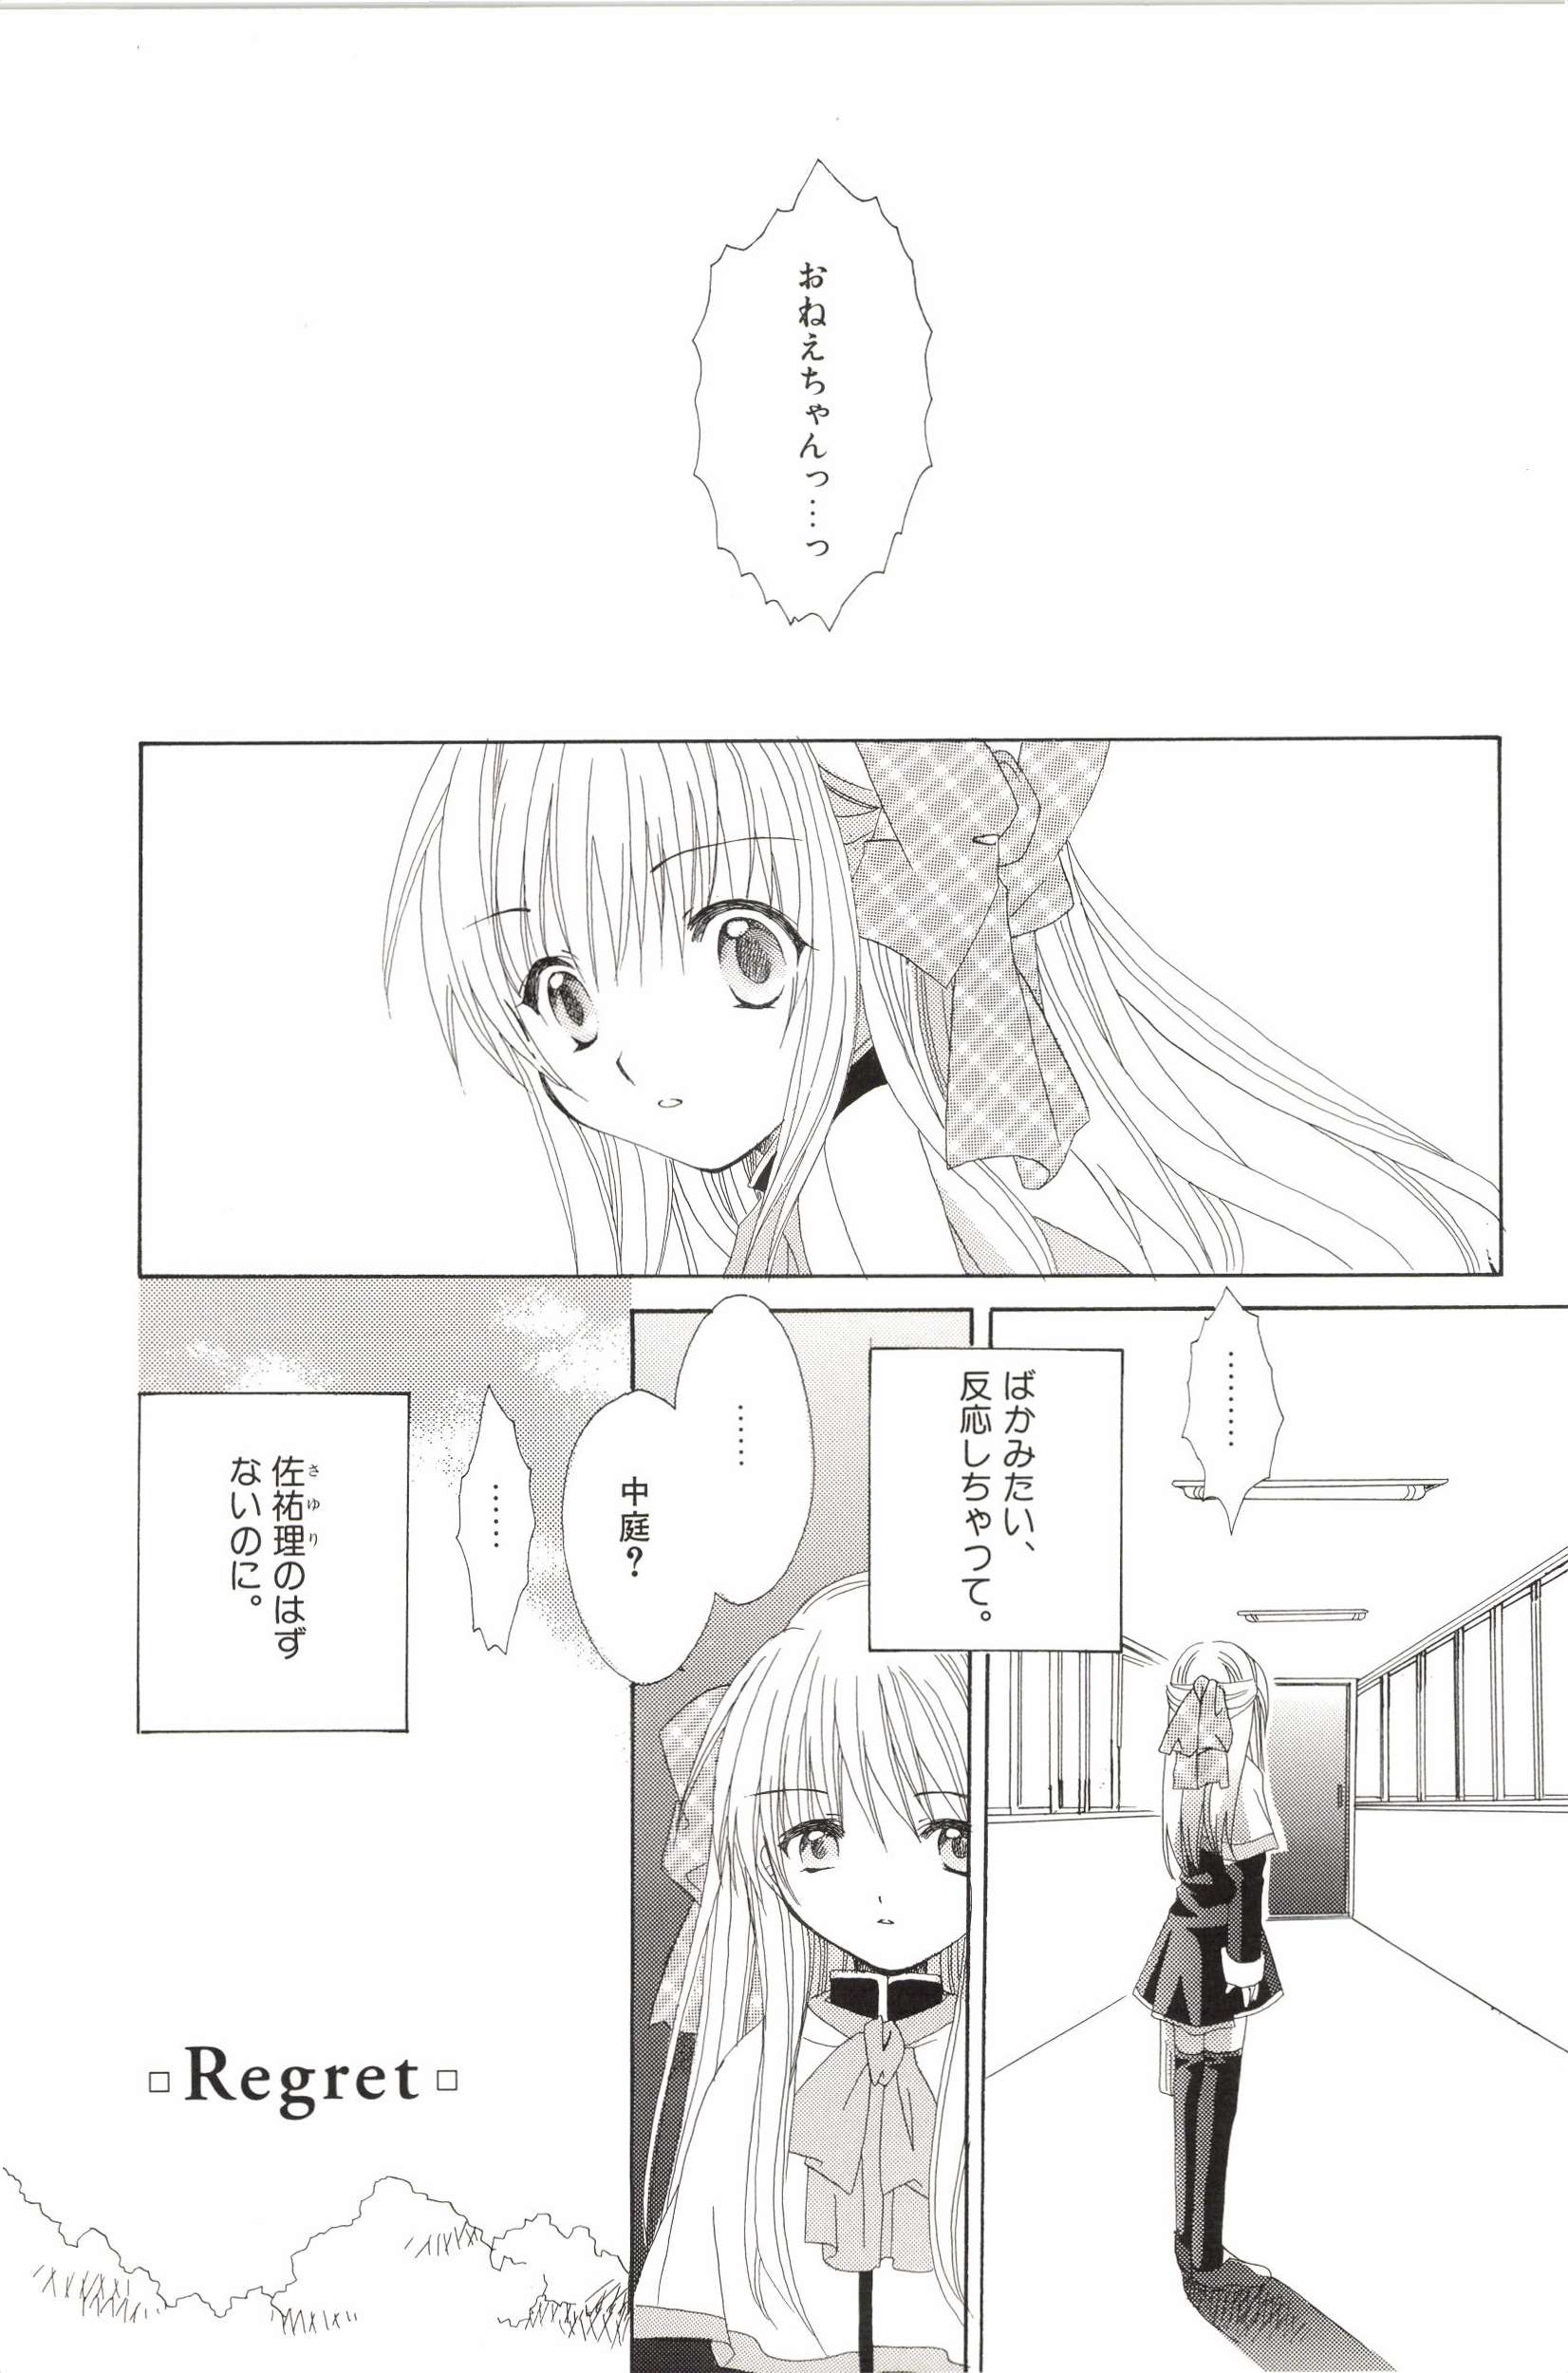 おねえちゃんっ…っ
………
ばかみたい、
反応しちゃって。
……
中庭?
……
佐祐理のはず
さゆり
ないのに。
□Regret□